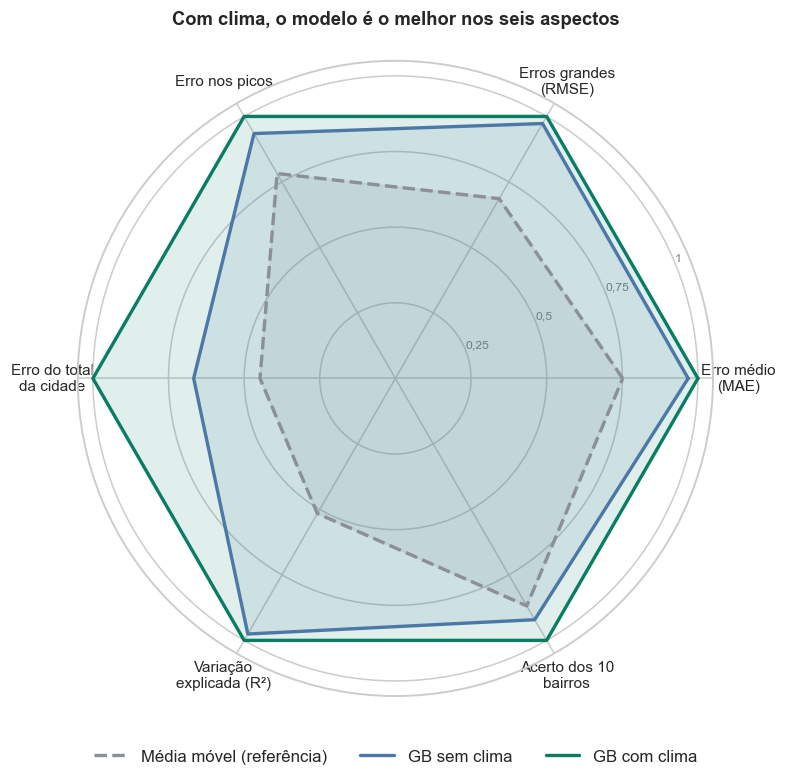 Com clima, o modelo é o melhor nos seis aspectos
Erro nos picos
Erros grandes
(RMSE)
1
0,75
0,5
0,25
Erro do total
da cidade
Erro médio
(MAE)
Variação
explicada (R²)
Acerto dos 10
bairros
Média móvel (referência)
GB sem clima
GB com clima